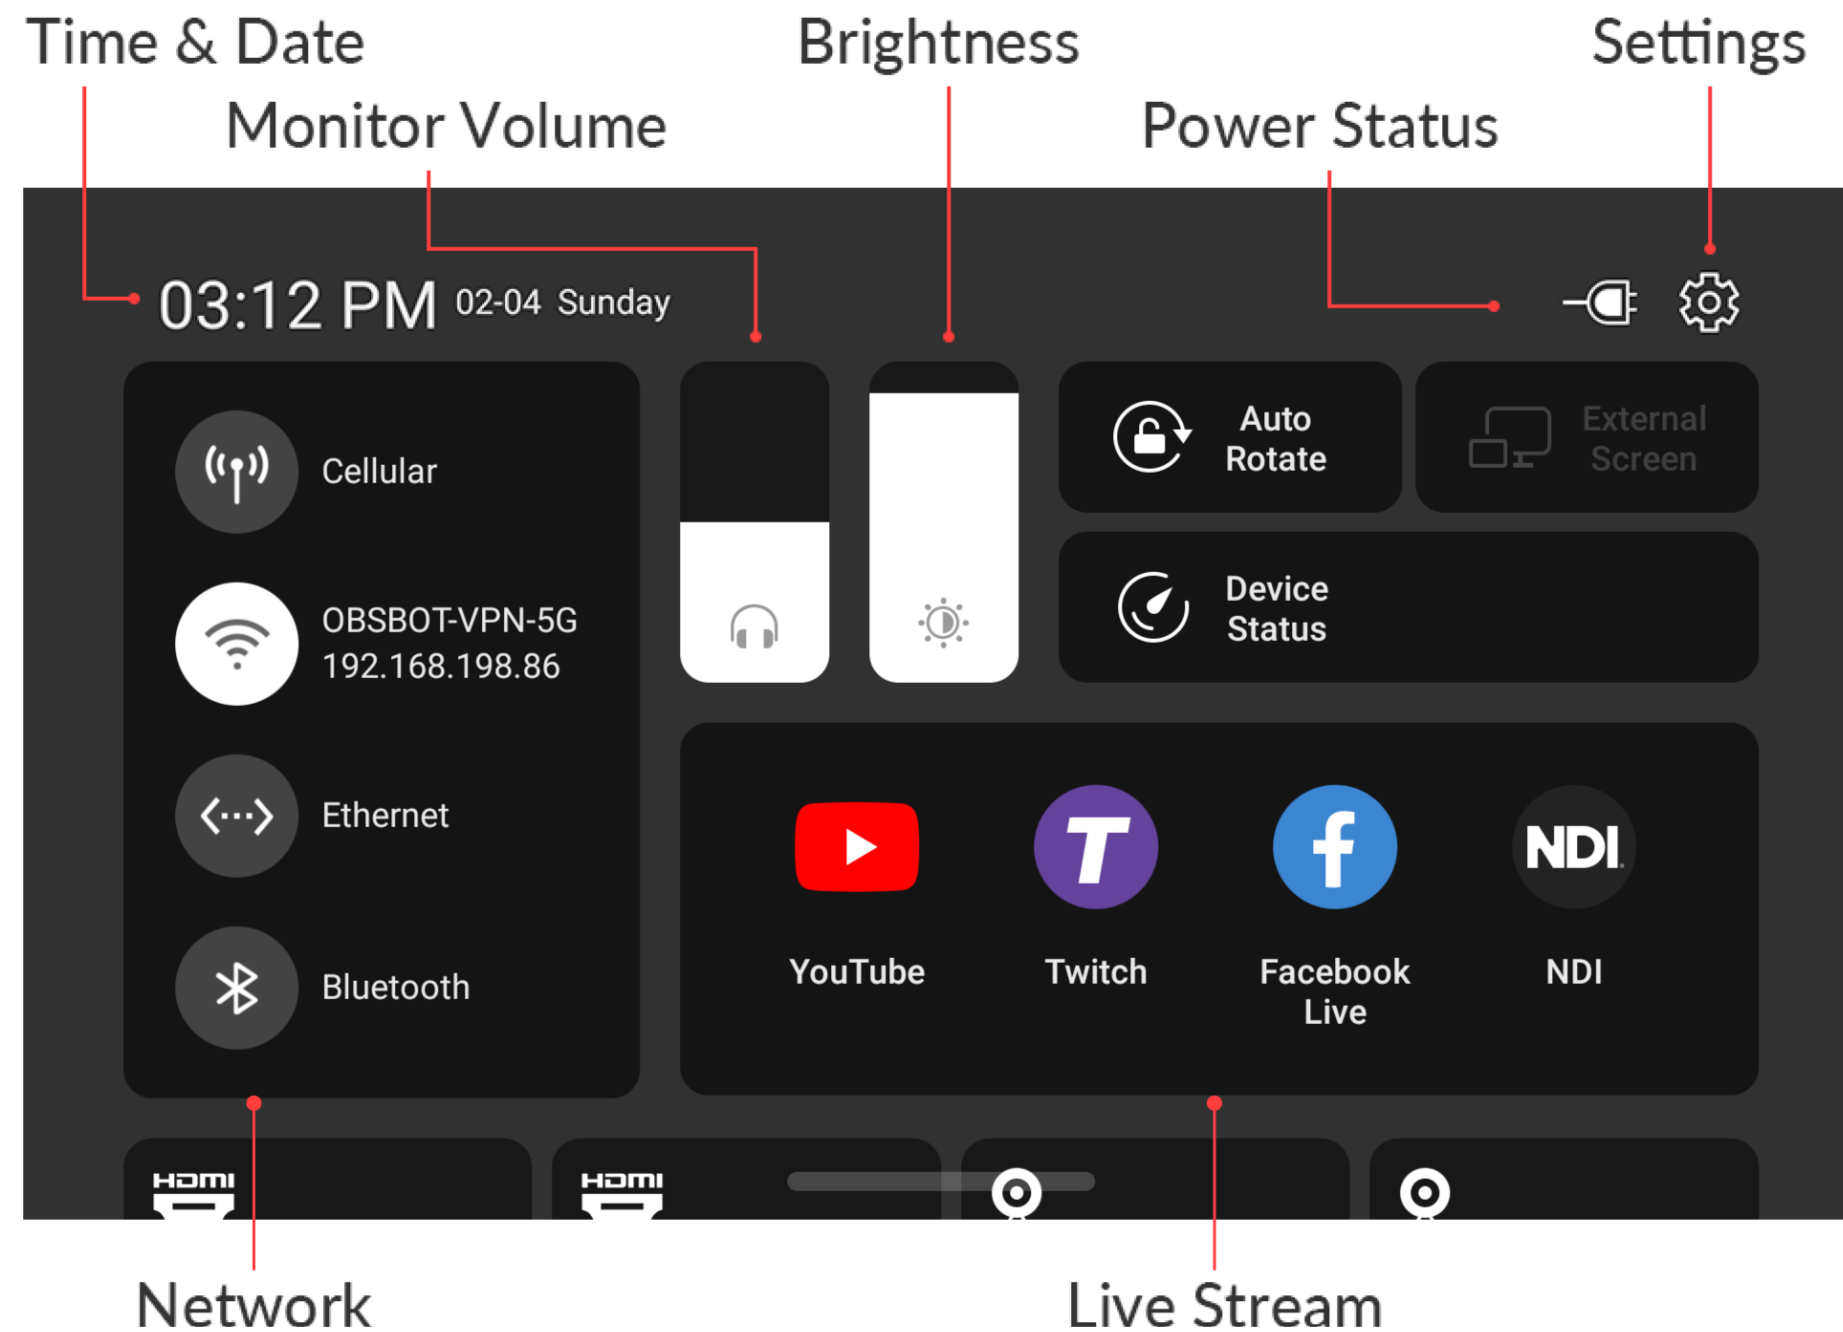 Time & Date
Brightness
Settings
Monitor Volume
Power Status
03:12 PM 02-04 Sunday
Cellular
OBSBOT-VPN-5G
192.168.198.86
Ethernet
Bluetooth
Auto
Rotate
External
Screen
Device
Status
NDI
YouTube
Twitch
Facebook
Live
NDI
HDMI
HDMI
Network
Live Stream